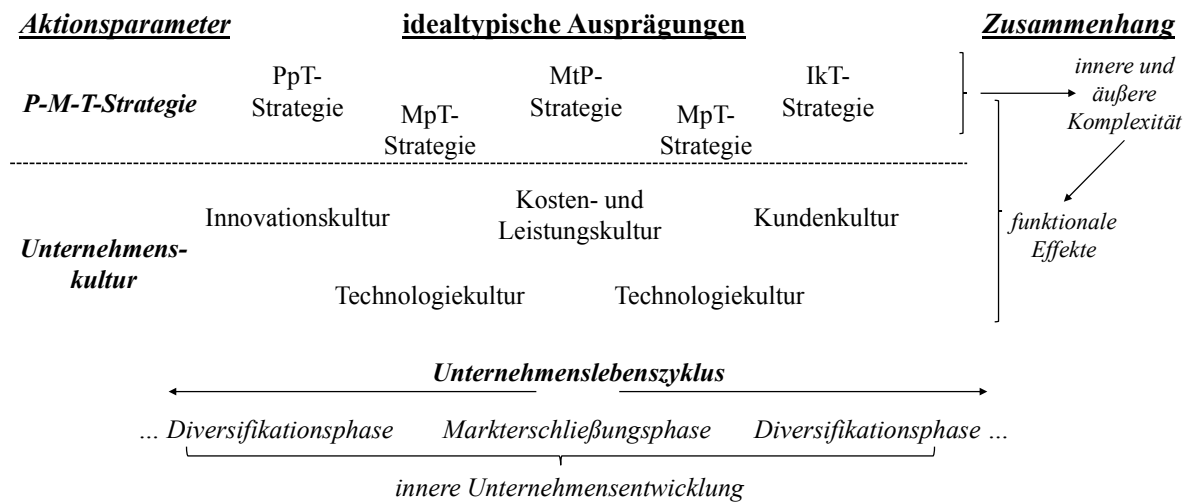 Aktionsparameter
idealtypische Ausprägungen
Zusammenhang
P-M-T-Strategie
PpT-
Strategie
MpT-
Strategie
MtP-
Strategie
MpT-
Strategie
IkT-
Strategie
innere und
äußere
Komplexität
Unternehmens-
kultur
Innovationskultur
Kosten- und
Leistungskultur
Kundenkultur
Technologiekultur
Technologiekultur
funktionale
Effekte
Unternehmenslebenszyklus
... Diversifikationsphase
Markterschließungsphase
Diversifikationsphase ...
innere Unternehmensentwicklung